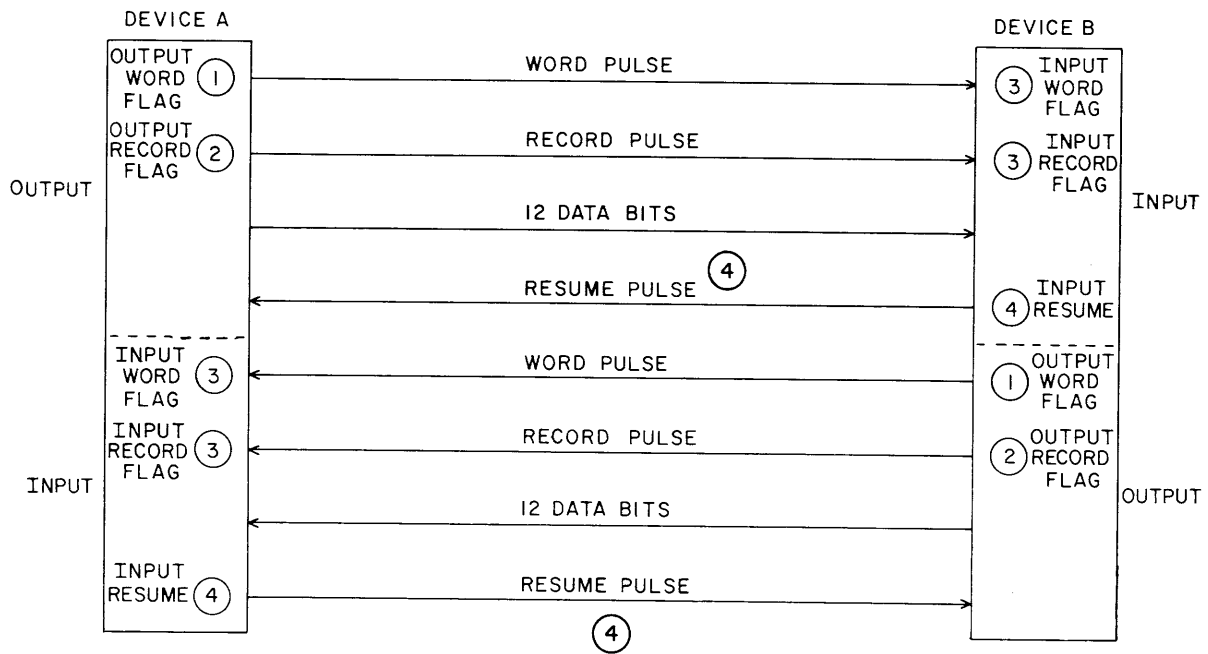 DEVICE A
DEVICE B
OUTPUT
WORD
FLAG
1
WORD PULSE
3
INPUT
WORD
FLAG
OUTPUT
RECORD
FLAG
2
RECORD PULSE
3
INPUT
RECORD
FLAG
OUTPUT
INPUT
12 DATA BITS
4
RESUME PULSE
4
INPUT
RESUME
INPUT
WORD
FLAG
3
WORD PULSE
1
OUTPUT
WORD
FLAG
INPUT
RECORD
FLAG
3
RECORD PULSE
2
OUTPUT
RECORD
FLAG
INPUT
OUTPUT
12 DATA BITS
INPUT
RESUME
4
RESUME PULSE
4